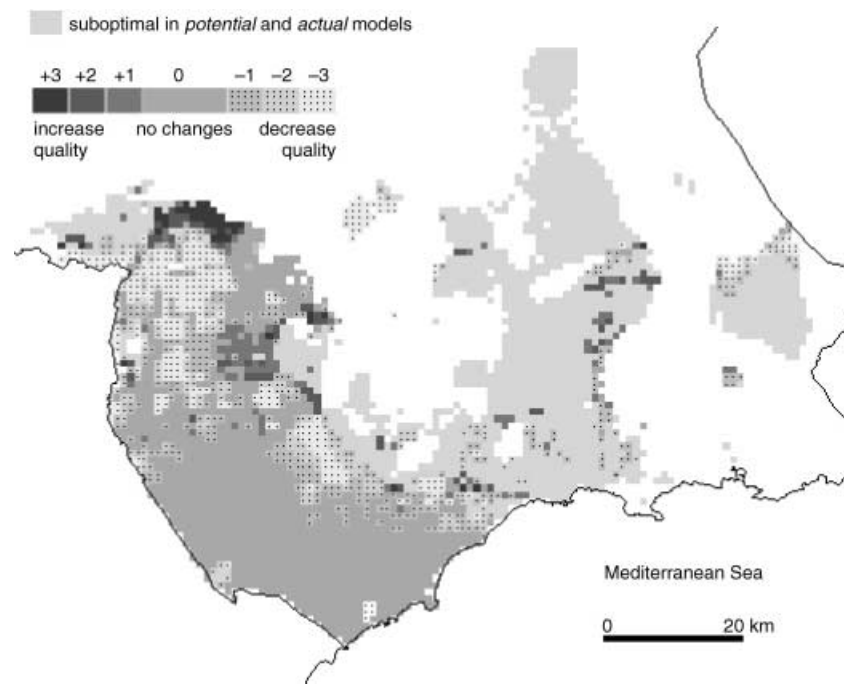 suboptimal in potential and actual models
+3 +2 +1 0 −1 −2 −3
increase quality no changes decrease quality
Mediterranean Sea
0 20 km